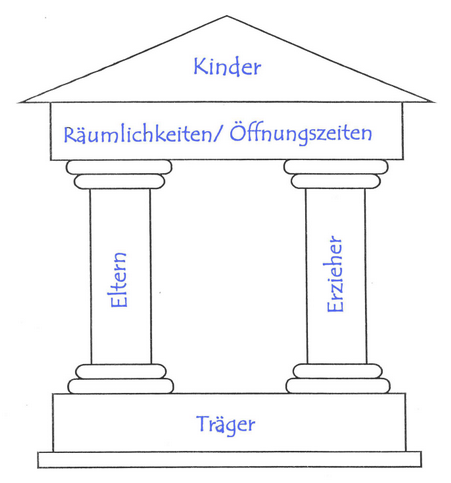 Kinder
Räumlichkeiten/ Öffnungszeiten
Eltern
Erzieher
Träger